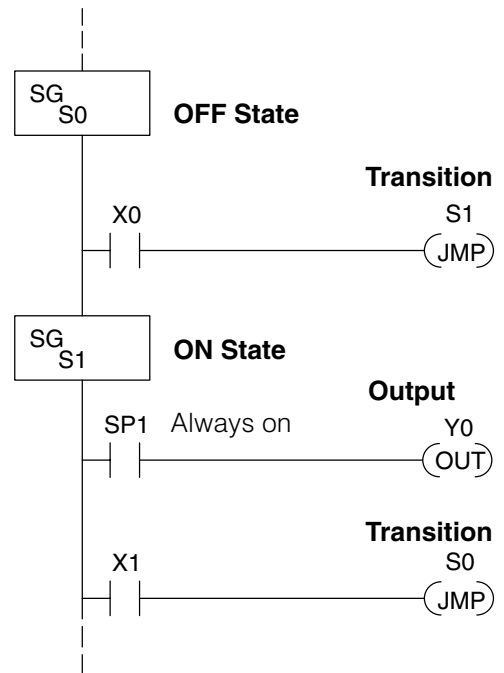 SG
S0
OFF State
Transition
X0
S1
JMP
SG
S1
ON State
Output
SP1 Always on
Y0
OUT
Transition
X1
S0
JMP